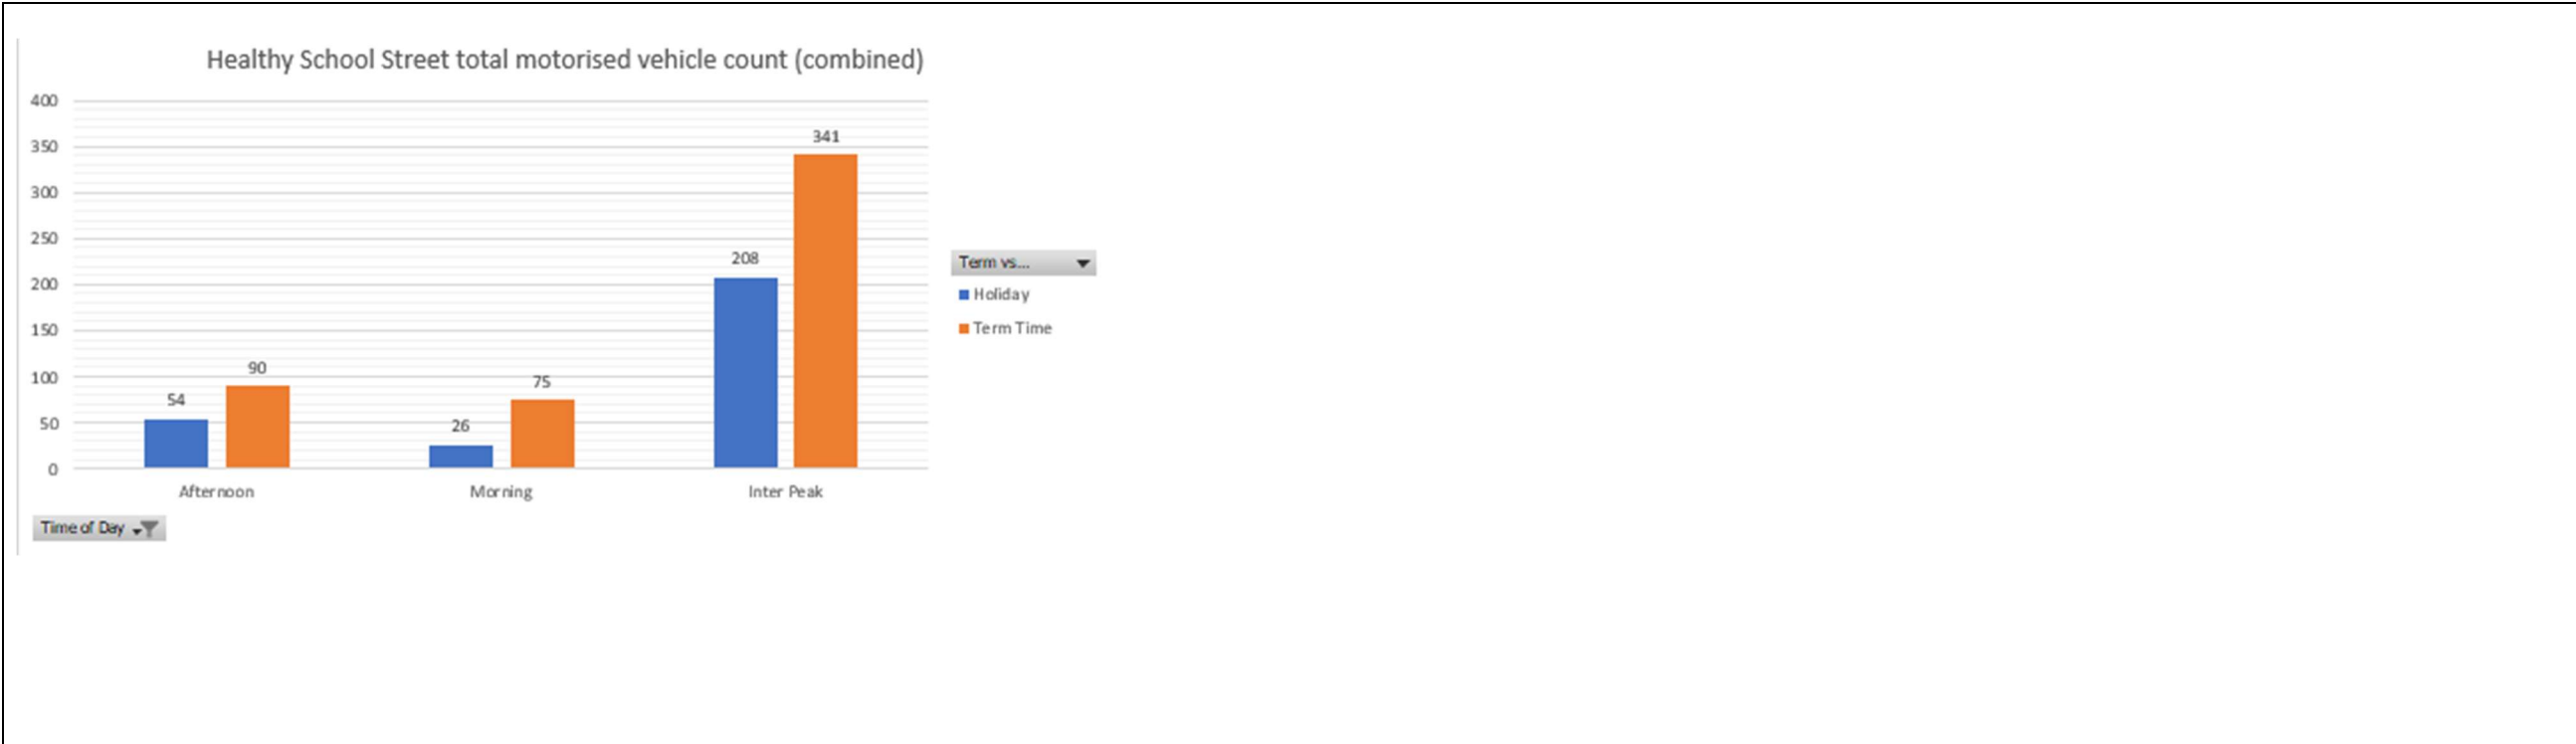 Healthy School Street total motorised vehicle count (combined)
400
350
300
250
200
150
100
50
0
54
90
26
75
208
341
Afternoon
Morning
Inter Peak
Time of Day
Term vs...
Holiday
Term Time